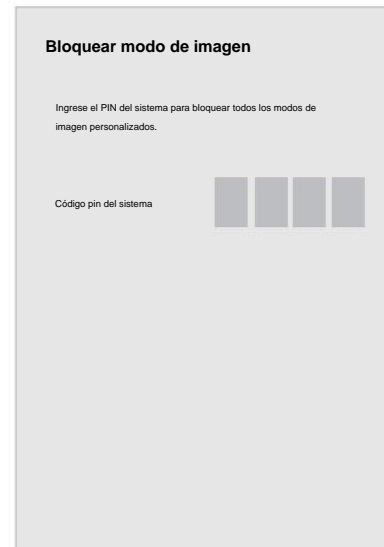 Bloquear modo de imagen
Ingrese el PIN del sistema para bloquear todos los modos de
imagen personalizados.
Código pin del sistema